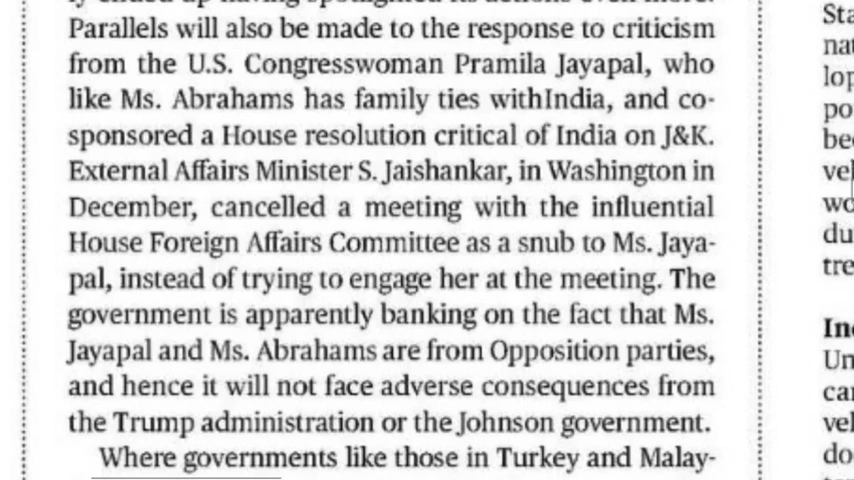 Parallels will also be made to the response to criticism
from the U.S. Congresswoman Pramila Jayapal, who
like Ms. Abrahams has family ties withIndia, and co-
sponsored a House resolution critical of India on J&K.
External Affairs Minister S. Jaishankar, in Washington in
December, cancelled a meeting with the influential
House Foreign Affairs Committee as a snub to Ms. Jaya-
pal, instead of trying to engage her at the meeting. The
government is apparently banking on the fact that Ms.
Jayapal and Ms. Abrahams are from Opposition parties,
and hence it will not face adverse consequences from
the Trump administration or the Johnson government.
Where governments like those in Turkey and Malay-